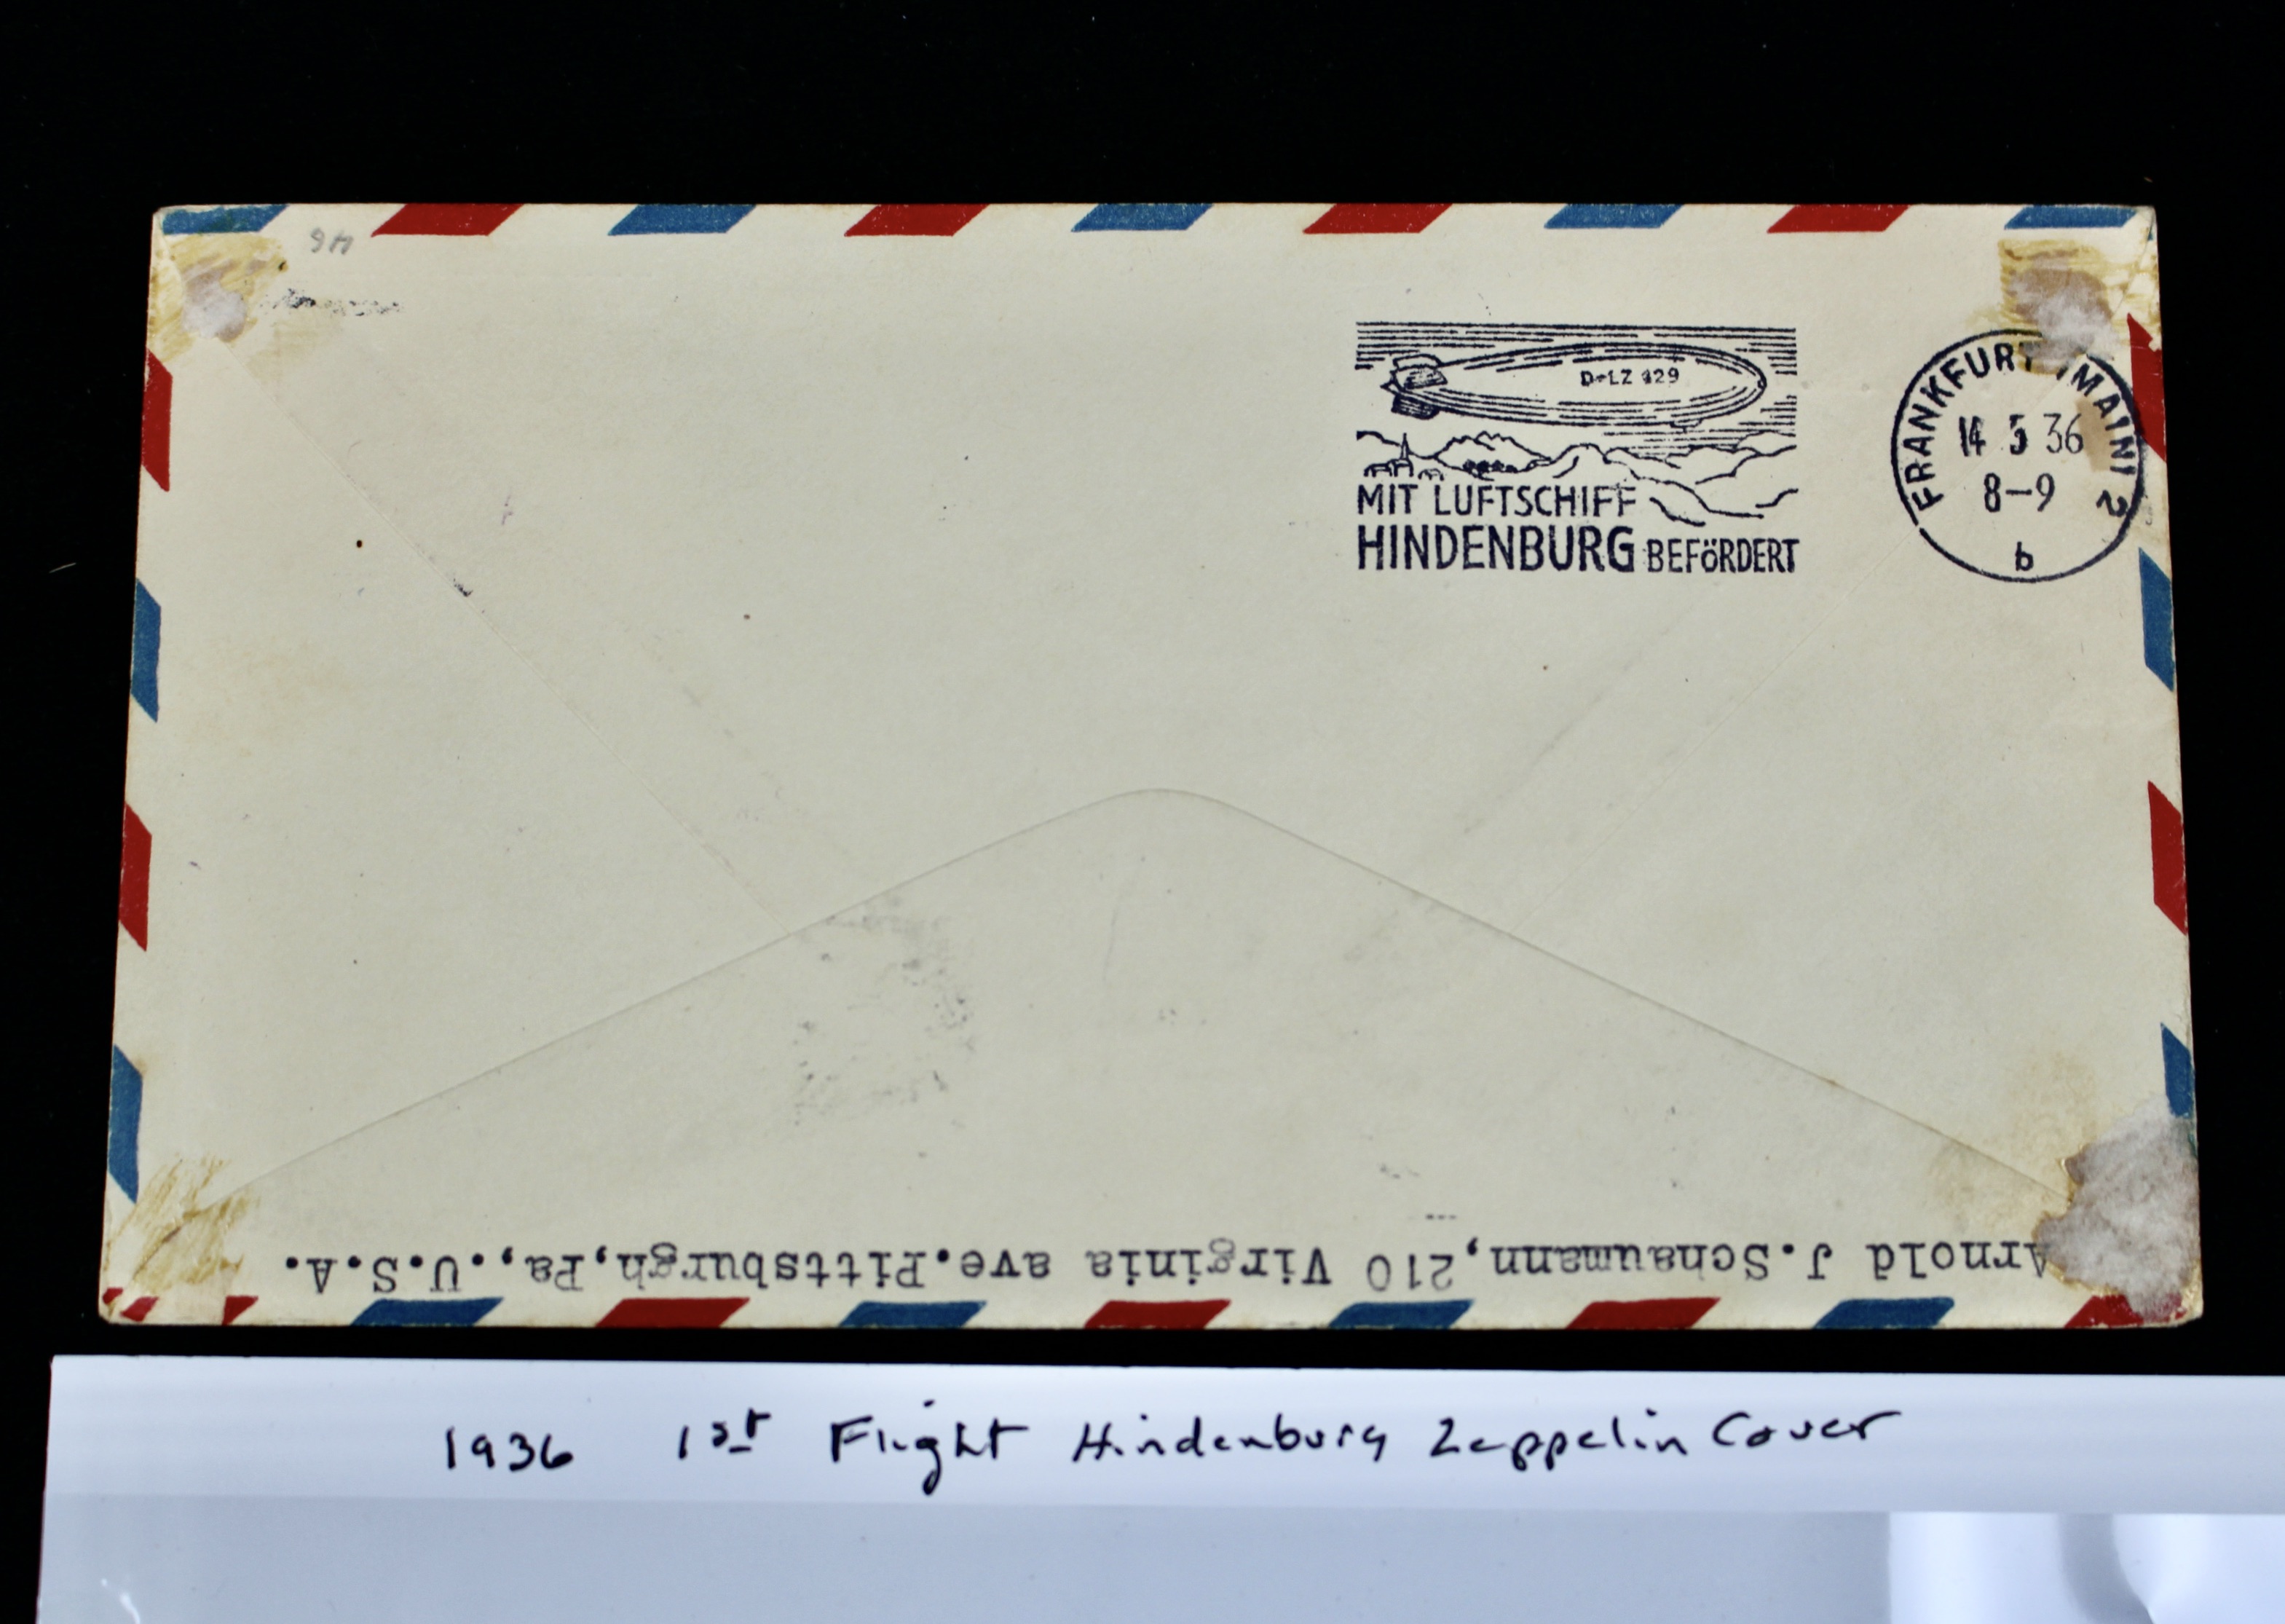 9M
D-LZ 129
MIT LUFTSCHIFF
HINDENBURG BEFÖRDERT
FRANKFURT (MAIN) 2
14 5 36
8-9
b
Arnold J.Schaumann,210 Virginia ave.Pittsburgh,Pa,.U.S.A.
1936 1st Flight Hindenburg Zeppelin Cover